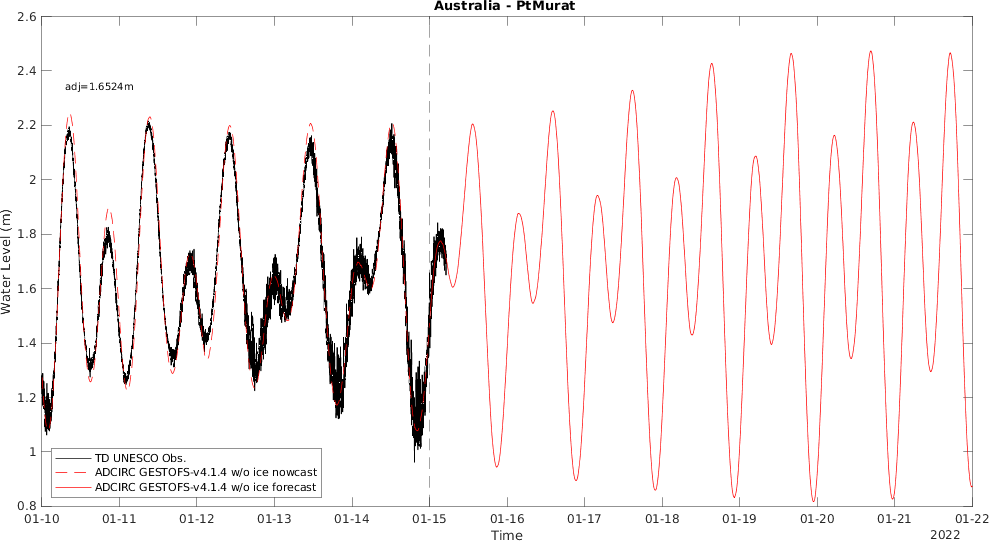 Australia - PtMurat
2.6
2.4
2.2
2
1.8
1.6
1.4
1.2
1
0.8
Water Level (m)
adj=1.6524m
TD UNESCO Obs.
ADCIRC GESTOFS-v4.1.4 w/o ice nowcast
ADCIRC GESTOFS-v4.1.4 w/o ice forecast
01-10 01-11 01-12 01-13 01-14 01-15 01-16 01-17 01-18 01-19 01-20 01-21 01-22
Time
2022